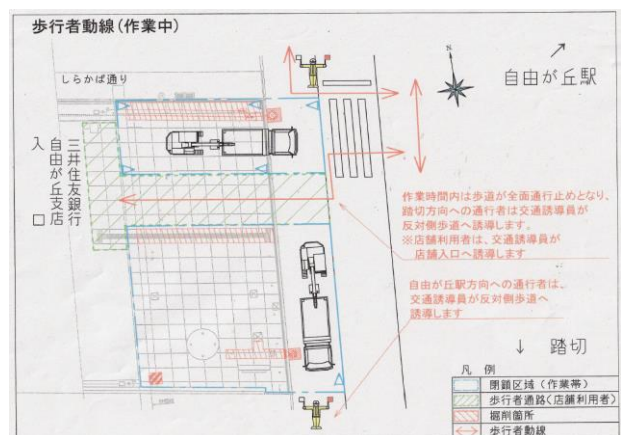 歩行者動線(作業中)
しらかば通り
N
↗
自由が丘駅
三井住友銀行
自由が丘支店
入口
作業時間内は歩道が全面通行止めとなり、
踏切方向への通行者は交通誘導員が
反対側歩道へ誘導します。
※店舗利用者は、交通誘導員が
店舗入口へ誘導します
自由が丘駅方向への通行者は、
交通誘導員が反対側歩道へ
誘導します
↓ 踏切
凡 例
閉鎖区域(作業帯)
歩行者通路(店舗利用者)
掘削箇所
歩行者動線